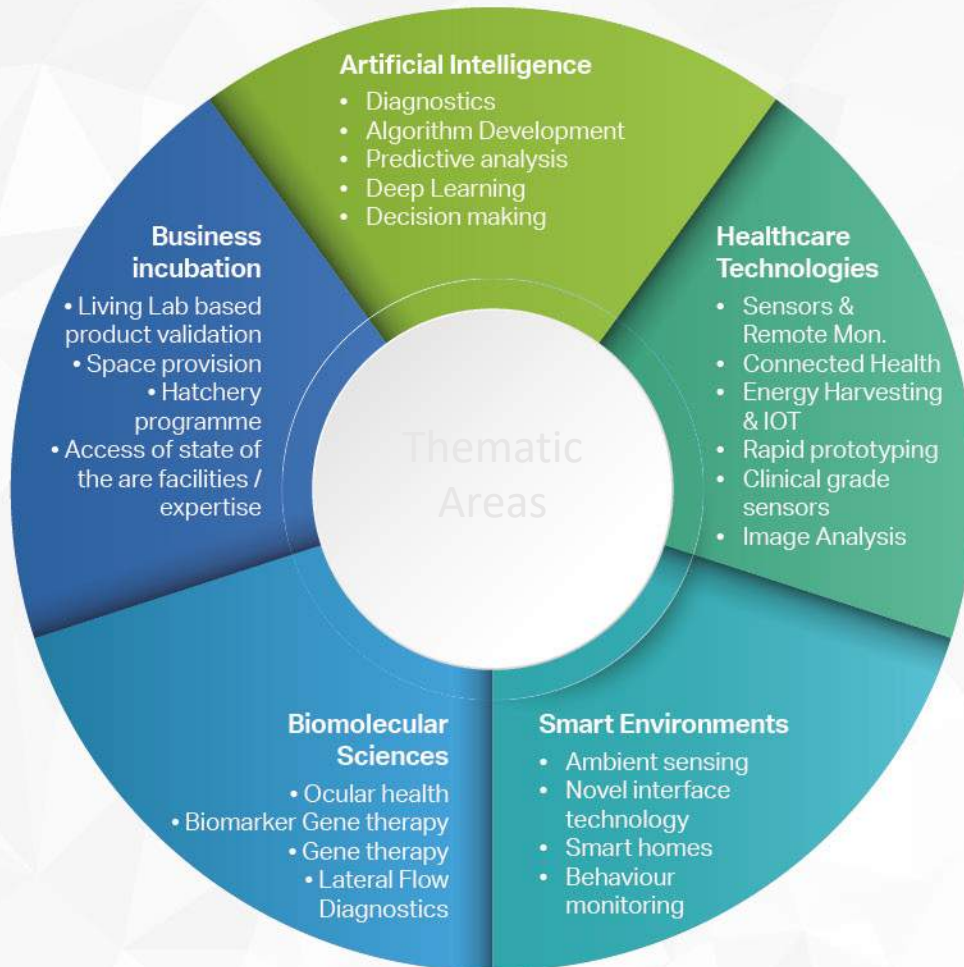 Artificial Intelligence
• Diagnostics
• Algorithm Development
• Predictive analysis
• Deep Learning
• Decision making
Healthcare
Technologies
• Sensors &
Remote Mon.
• Connected Health
• Energy Harvesting
& IOT
• Rapid prototyping
• Clinical grade
sensors
• Image Analysis
Smart Environments
• Ambient sensing
• Novel interface
technology
• Smart homes
• Behaviour
monitoring
Biomolecular
Sciences
• Ocular health
• Biomarker Gene therapy
• Gene therapy
• Lateral Flow
Diagnostics
Business
incubation
• Living Lab based
product validation
• Space provision
• Hatchery
programme
• Access of state of
the are facilities /
expertise
Thematic
Areas